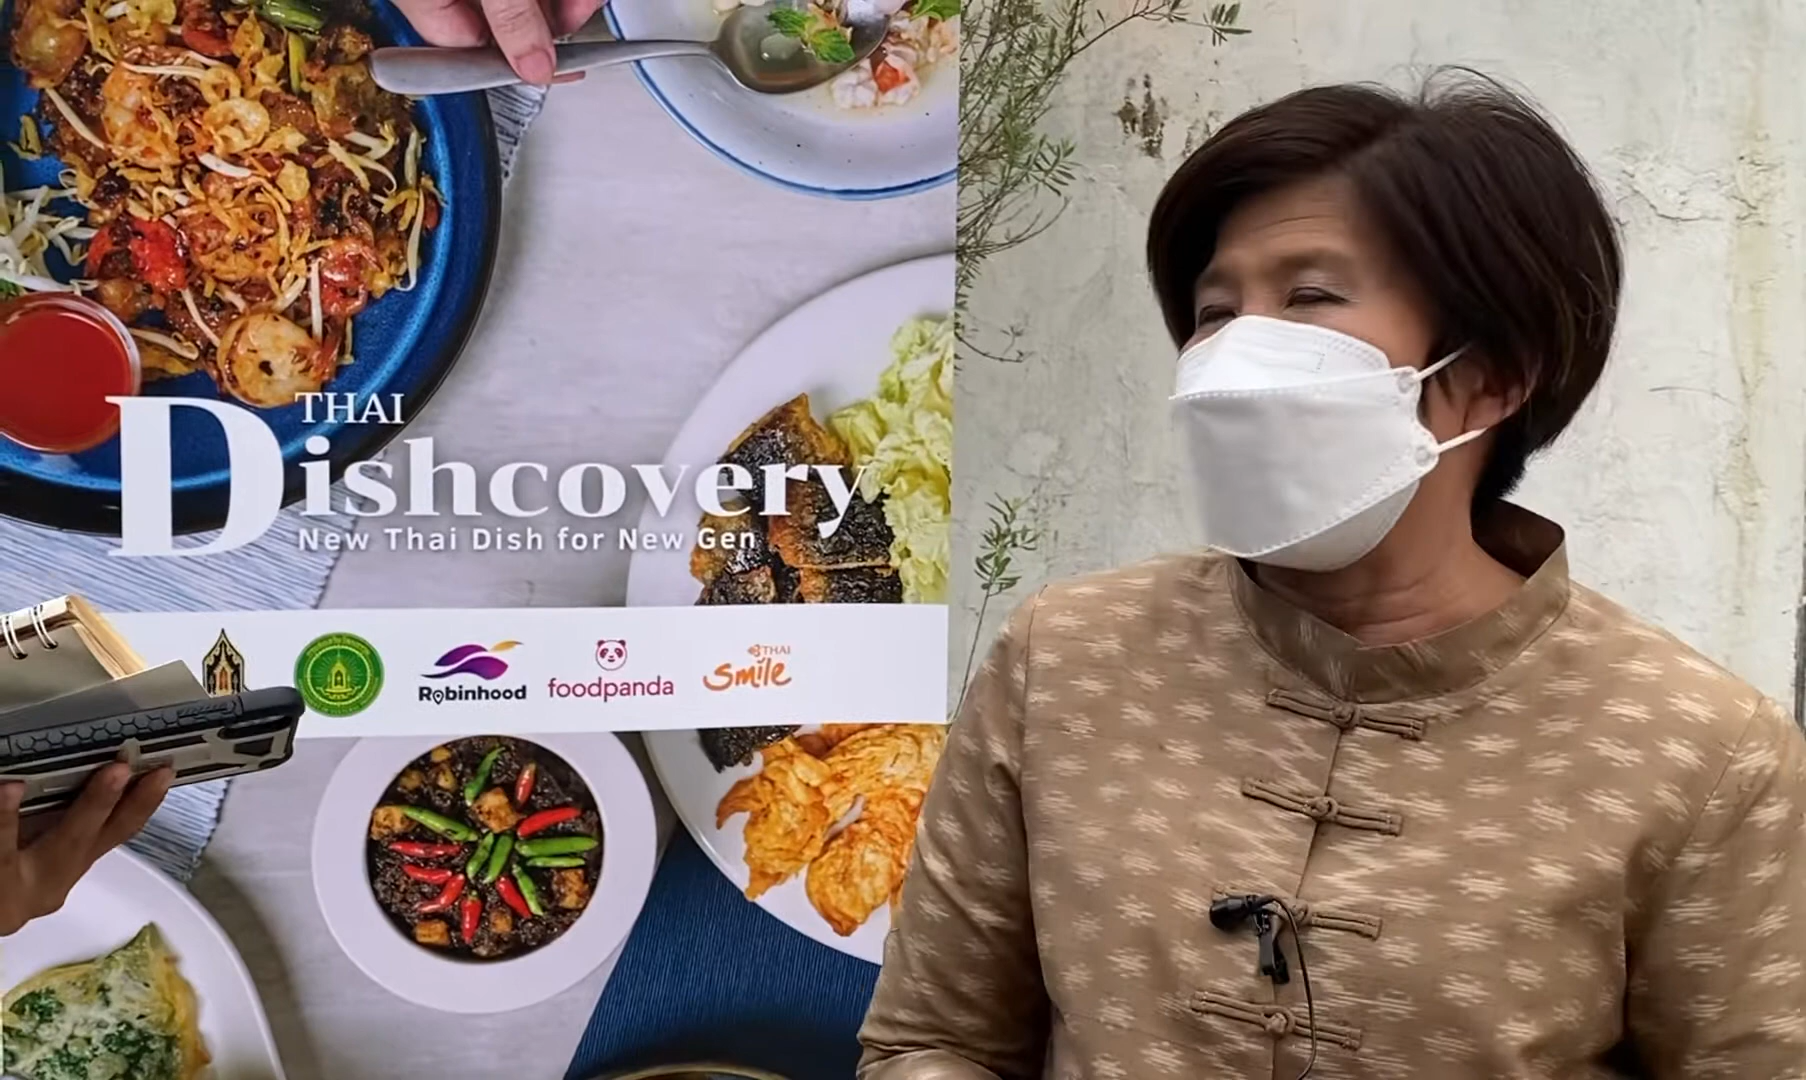 THAI
Dishcovery
New Thai Dish for New Gen
Robinhood
foodpanda
THAI
Smile